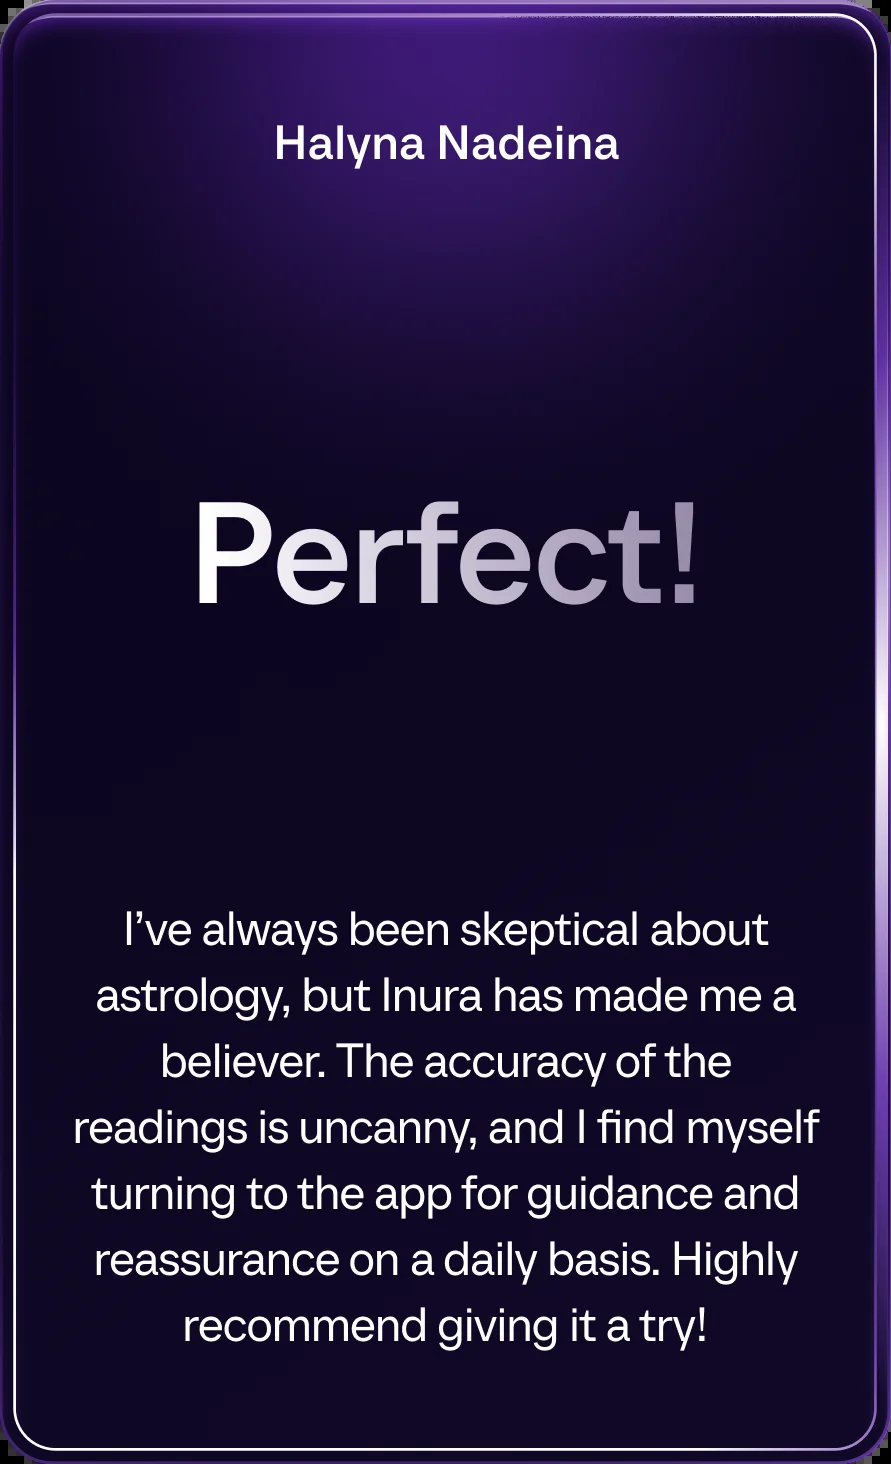 Halyna Nadeina
Perfect!
I’ve always been skeptical about
astrology, but Inura has made me a
believer. The accuracy of the
readings is uncanny, and I find myself
turning to the app for guidance and
reassurance on a daily basis. Highly
recommend giving it a try!